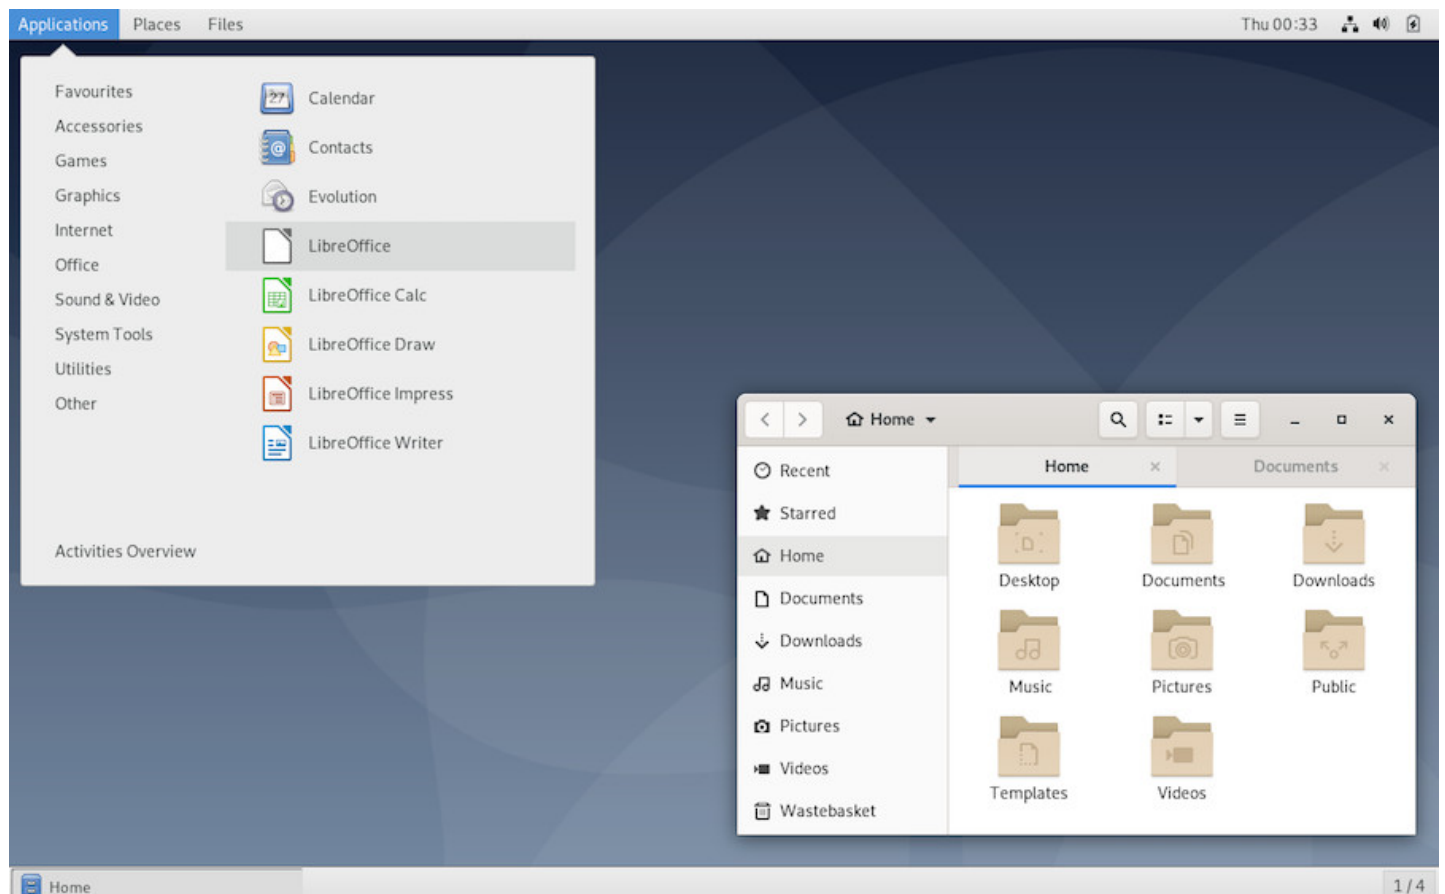 Applications Places Files Thu 00:33
Favourites
Accessories
Games
Graphics
Internet
Office
Sound & Video
System Tools
Utilities
Other
Activities Overview
27 Calendar
@ Contacts
Evolution
LibreOffice
LibreOffice Calc
LibreOffice Draw
LibreOffice Impress
LibreOffice Writer
Home
Recent
Starred
Home
Documents
Downloads
Music
Pictures
Videos
Wastebasket
Home Documents
Desktop Documents Downloads
Music Pictures Public
Templates Videos
Home 1 / 4